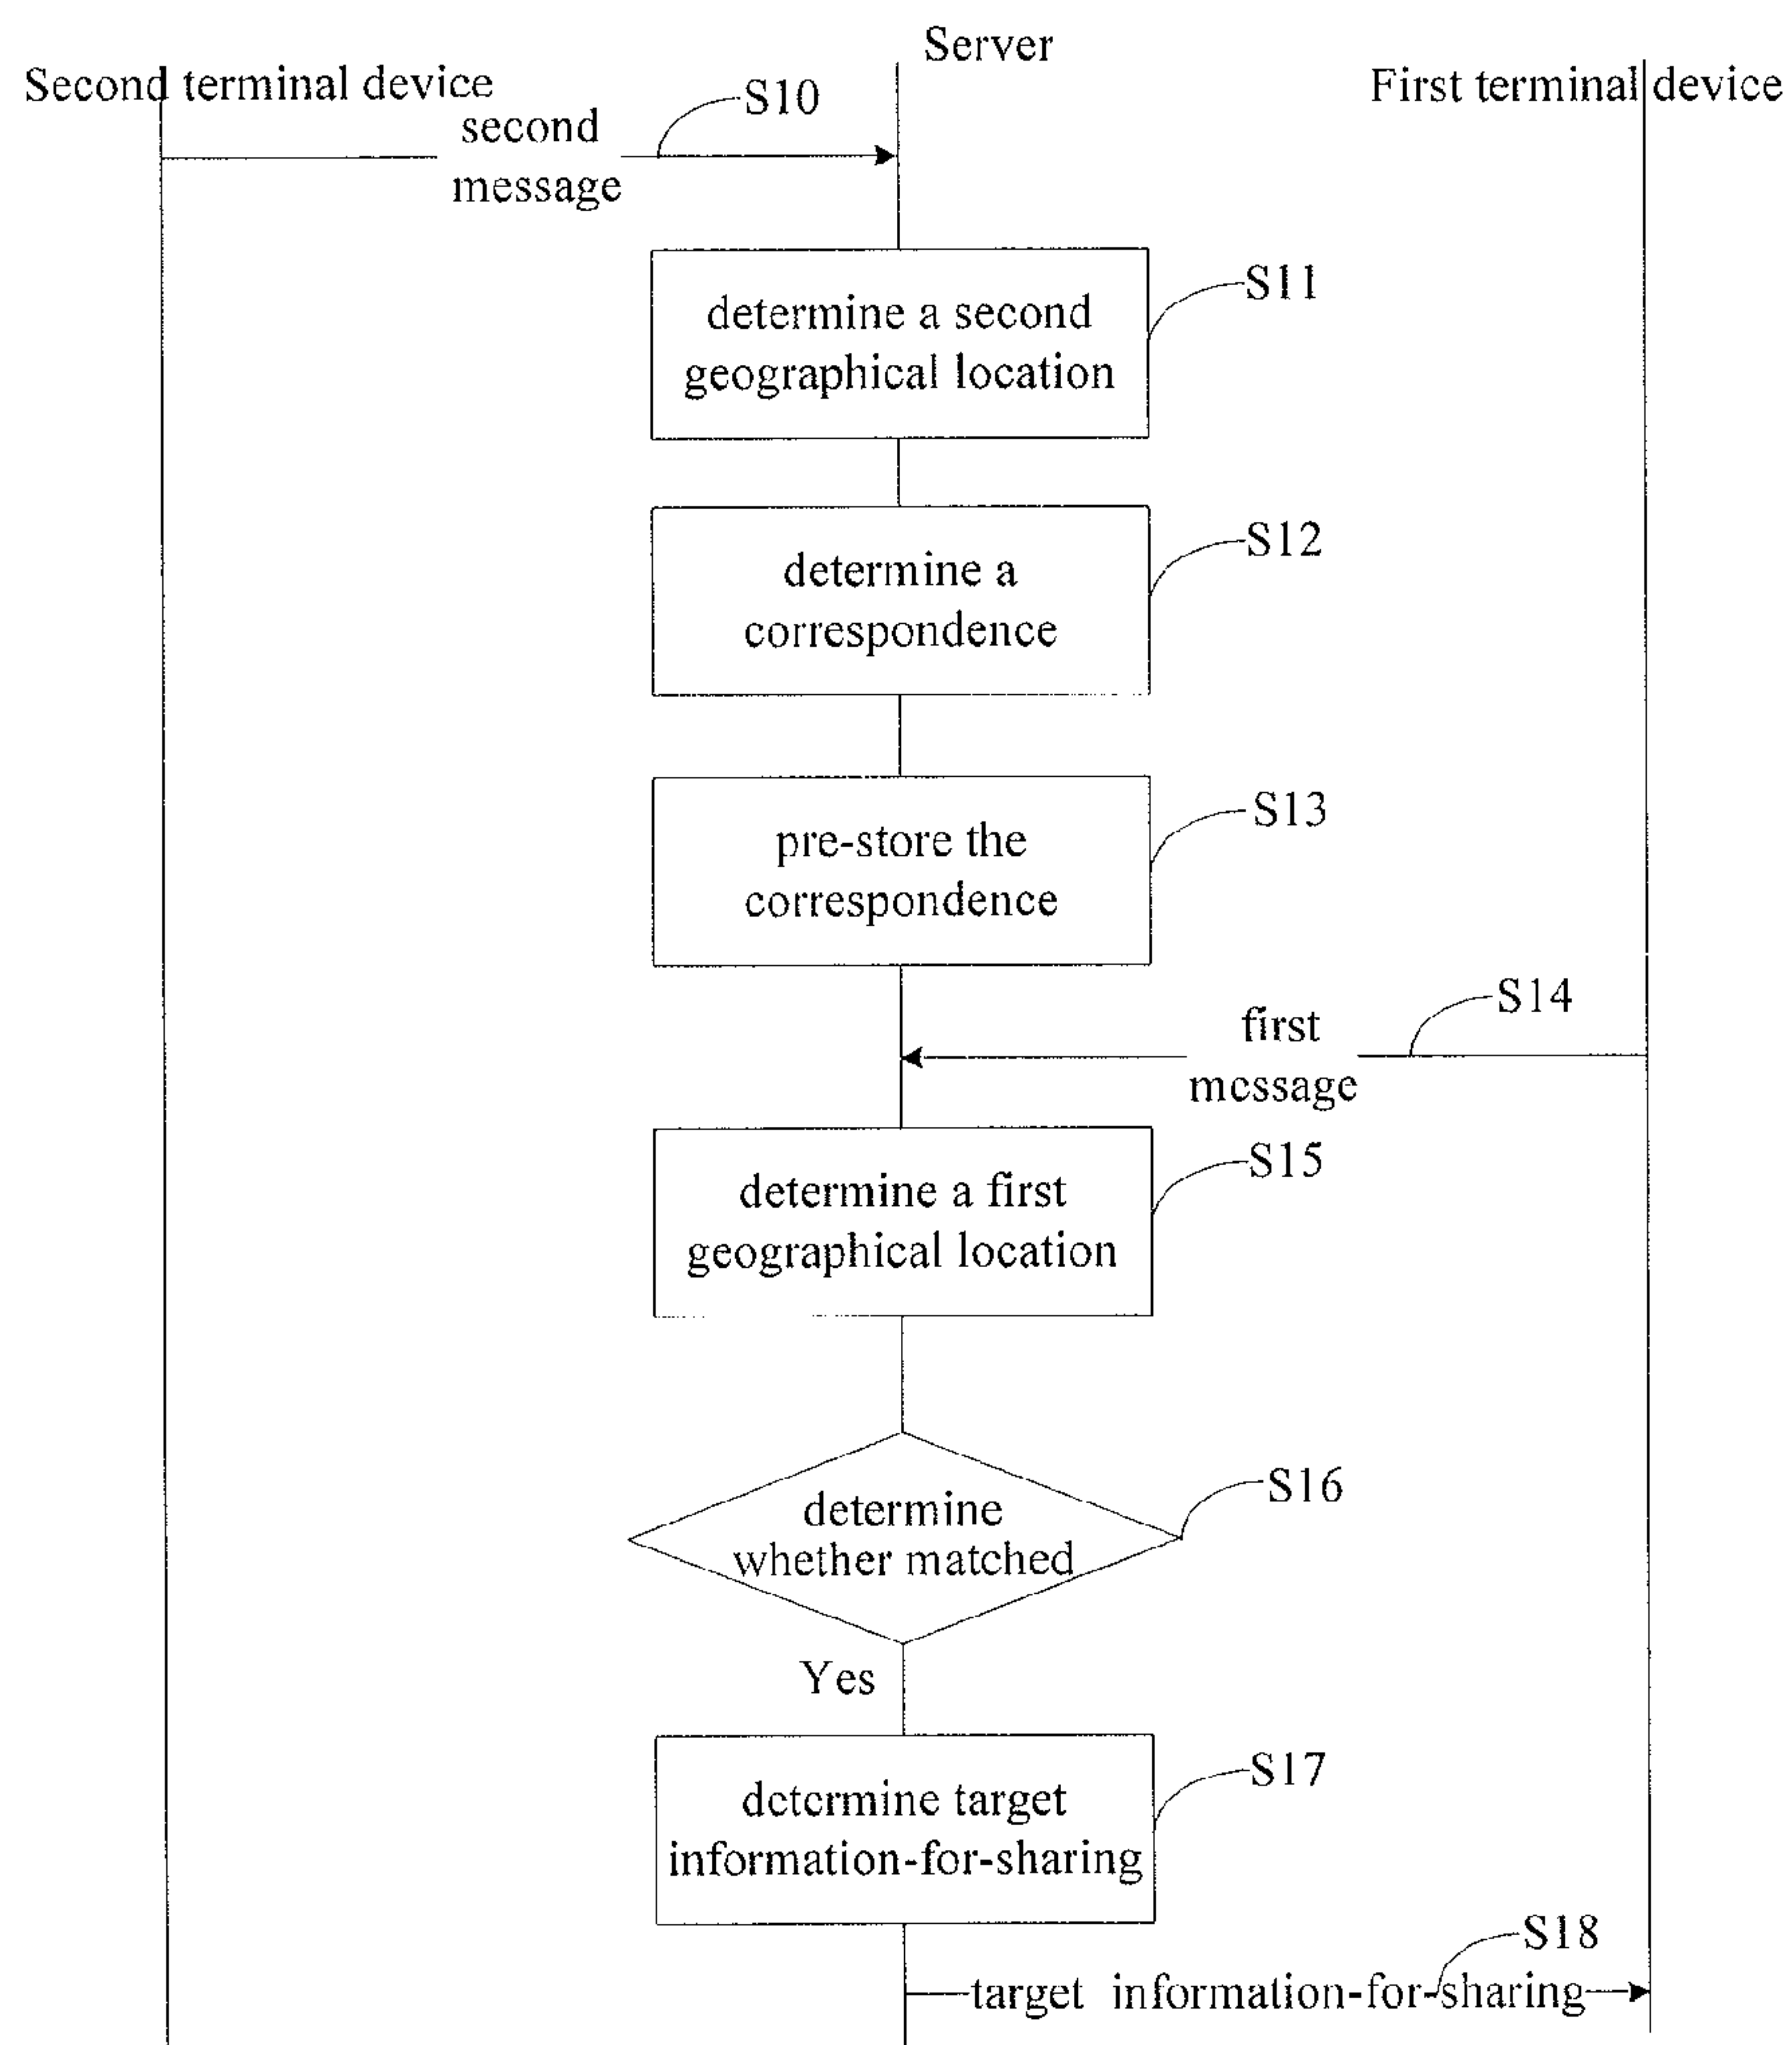 Server
Second terminal device
First terminal device
S10
second
message
S11
determine a second
geographical location
S12
determine a
correspondence
S13
pre-store the
correspondence
S14
first
message
S15
determine a first
geographical location
S16
determine
whether matched
Yes
S17
determine target
information-for-sharing
S18
target information-for-sharing